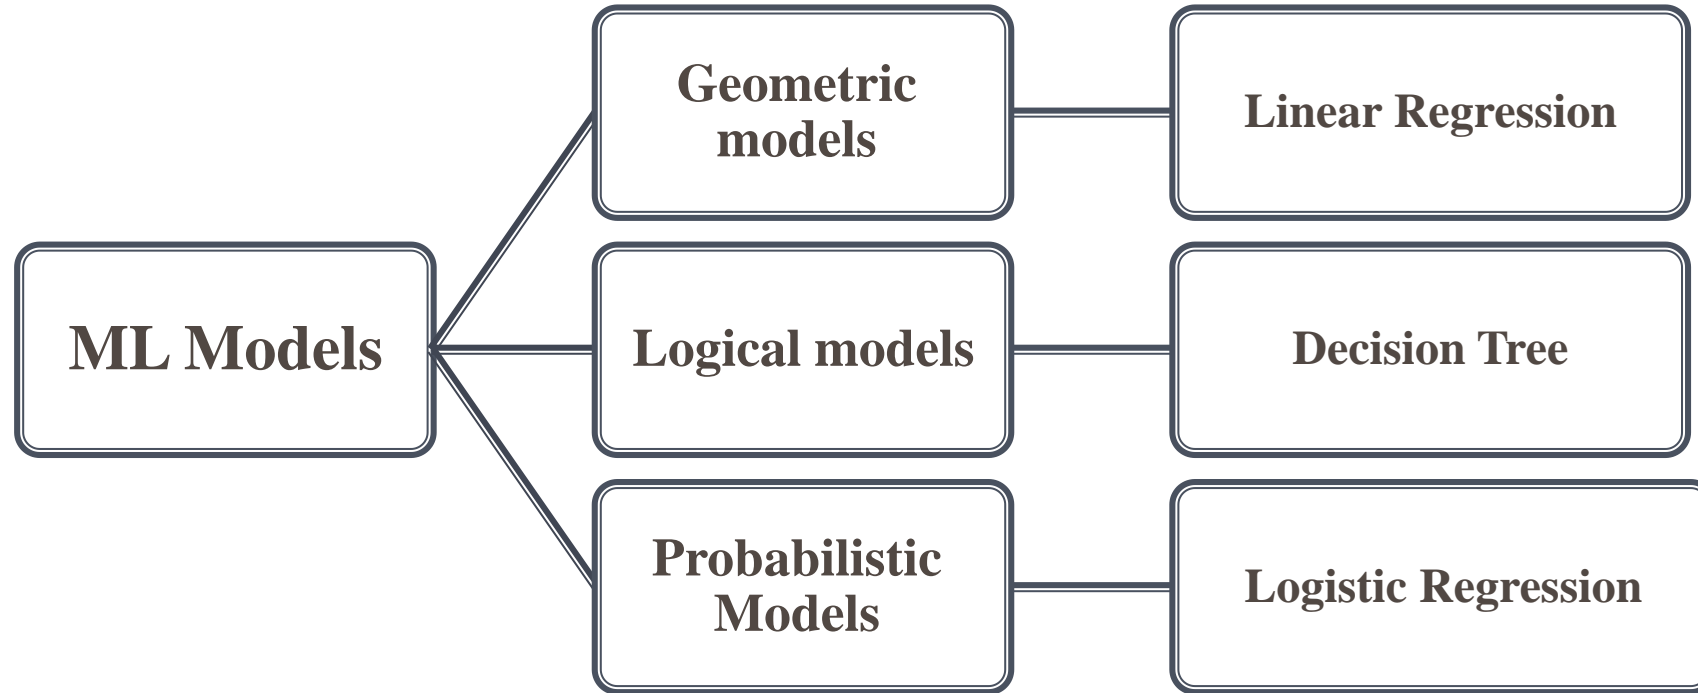 Geometric
models
Linear Regression
ML Models
Logical models
Decision Tree
Probabilistic
Models
Logistic Regression